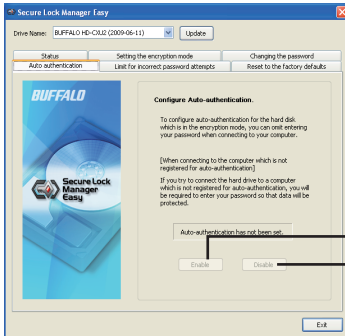 Secure Lock Manager Easy
Drive Name: BUFFALO HD-CXU2 (2009-06-11) Update
Status Setting the encryption mode Changing the password
Auto authentication Limit for incorrect password attempts Reset to the factory defaults
BUFFALO
Secure Lock
Manager
Easy
Configure Auto-authentication.
To configure auto-authentication for the hard disk
which is in the encryption mode, you can omit entering
your password when connecting to your computer.
[When connecting to the computer which is not
registered for auto-authentication]
If you try to connect the hard drive to a computer
which is not registered for auto-authentication, you will
be required to enter your password so that data will be
protected.
Auto-authentication has not been set.
Enable Disable
Exit